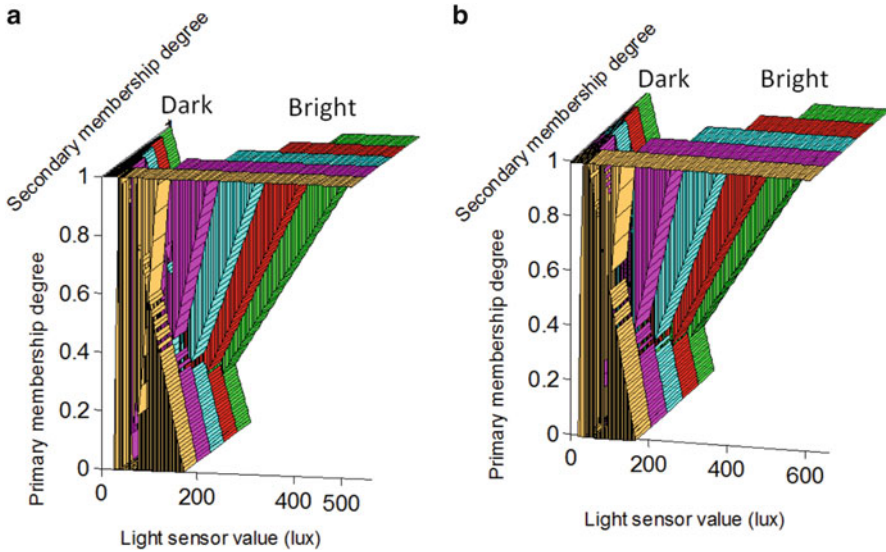 a
Secondary membership degree
Dark
Bright
Primary membership degree
1
0.8
0.6
0.4
0.2
0
0
200
400
500
Light sensor value (lux)
b
Secondary membership degree
Dark
Bright
Primary membership degree
1
0.8
0.6
0.4
0.2
0
0
200
400
600
Light sensor value (lux)